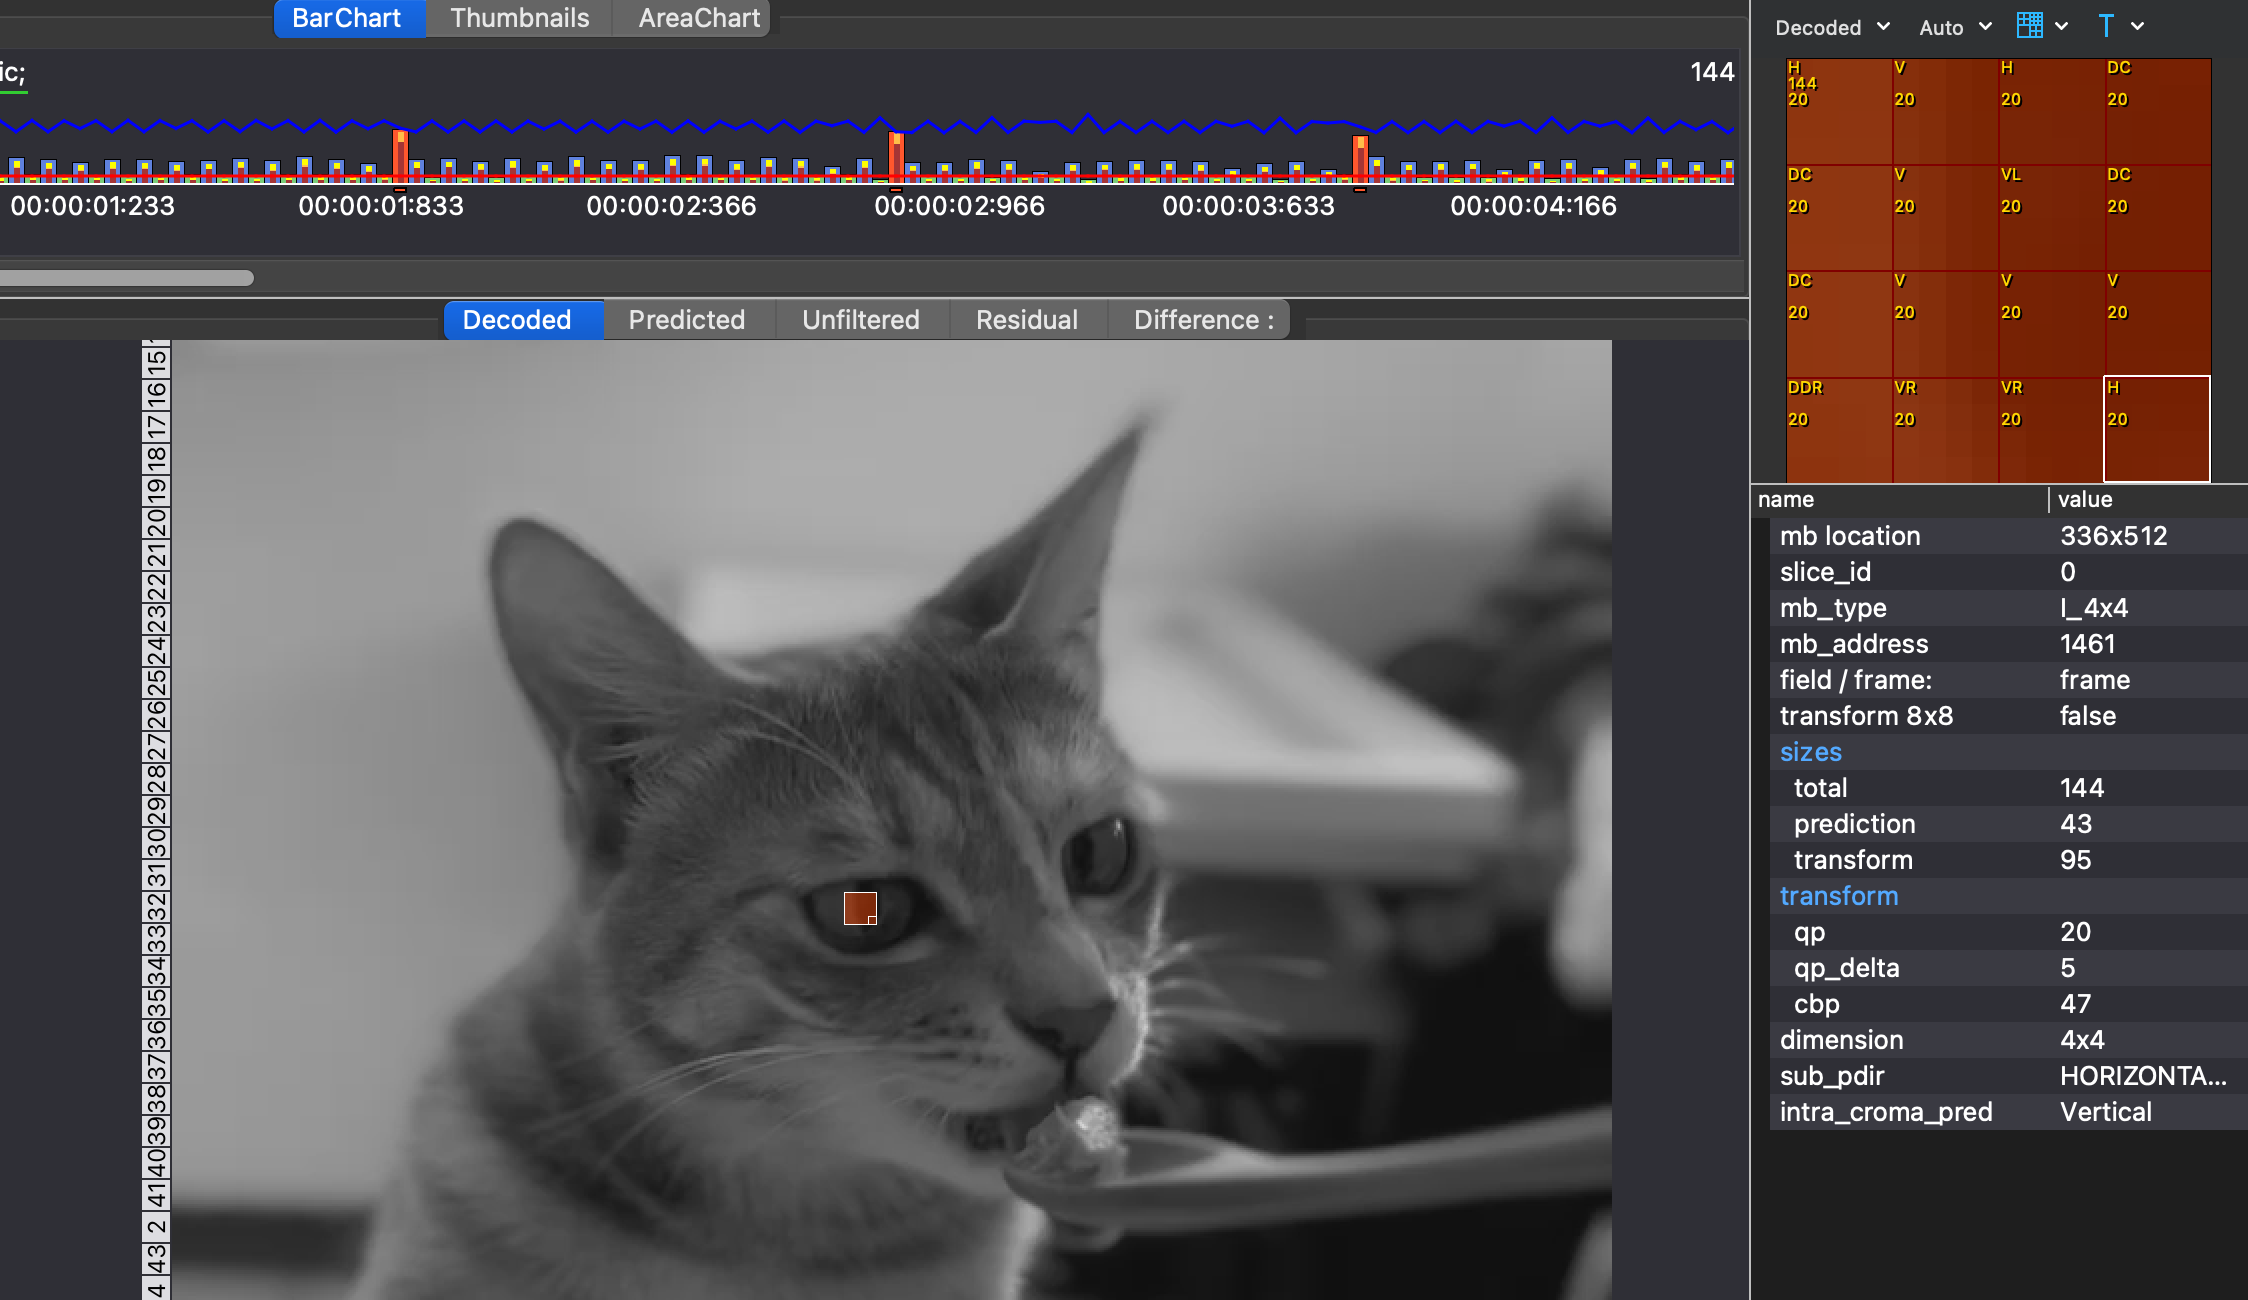 BarChart Thumbnails AreaChart
ic; 144
00:00:01:233 00:00:01:833 00:00:02:366 00:00:02:966 00:00:03:633 00:00:04:166
Decoded Predicted Unfiltered Residual Difference :
15
16
17
18
19
20
21
22
23
24
25
26
27
28
29
30
31
32
33
34
35
36
37
38
39
40
41
2
43
4
Decoded Auto T
H V H DC
144
20 20 20 20
DC V VL DC
20 20 20 20
DC V V V
20 20 20 20
DDR VR VR H
20 20 20 20
name value
mb location 336x512
slice_id 0
mb_type I_4x4
mb_address 1461
field / frame: frame
transform 8x8 false
sizes
total 144
prediction 43
transform 95
transform
qp 20
qp_delta 5
cbp 47
dimension 4x4
sub_pdir HORIZONTA...
intra_croma_pred Vertical